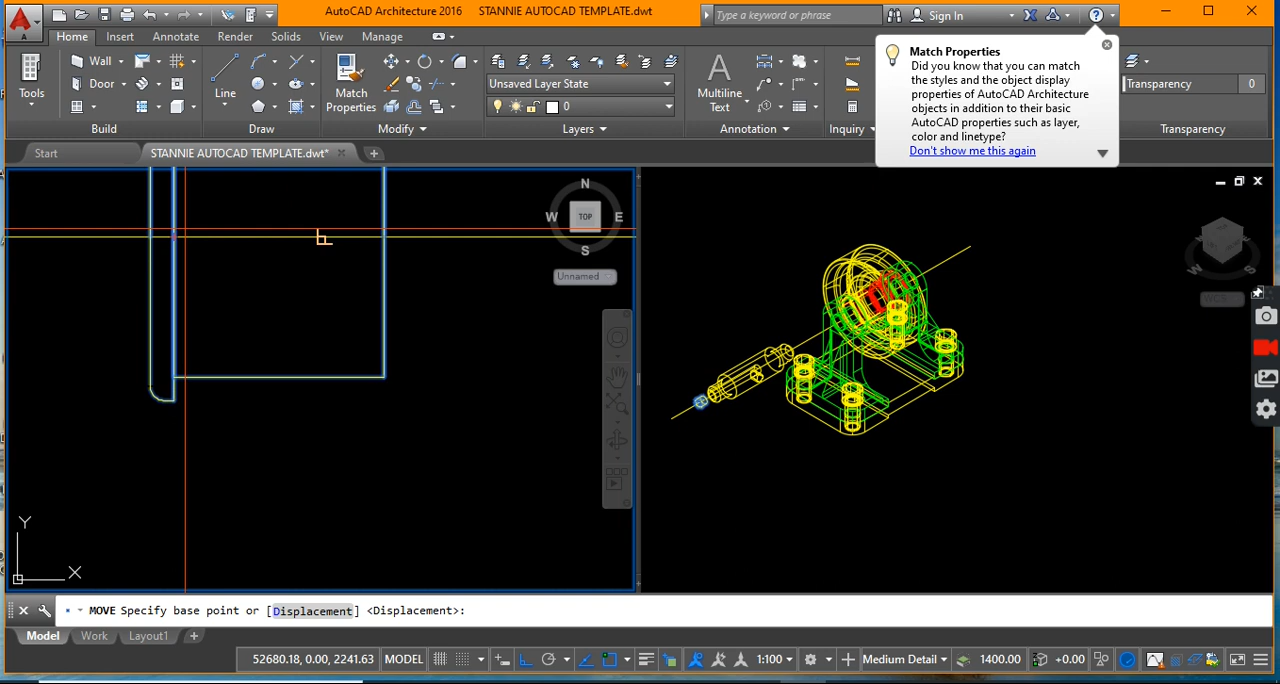 AutoCAD Architecture 2016 STANNIE AUTOCAD TEMPLATE.dwt
Type a keyword or phrase
Sign In
Home Insert Annotate Render Solids View Manage
Match Properties
Did you know that you can match
the styles and the object display
properties of AutoCAD Architecture
objects in addition to their basic
AutoCAD properties such as layer,
color and linetype?
Don't show me this again
Tools
Wall
Door
Line
Match
Properties
Unsaved Layer State
0
Multiline
Text
Transparency 0
Build Draw Modify Layers Annotation Inquiry Transparency
Start STANNIE AUTOCAD TEMPLATE.dwt*
N
W TOP E
S
Unnamed
W S
WCS
Y
X
MOVE Specify base point or [Displacement] <Displacement>:
Model Work Layout1
52680.18, 0.00, 2241.63 MODEL 1:100 Medium Detail 1400.00 +0.00